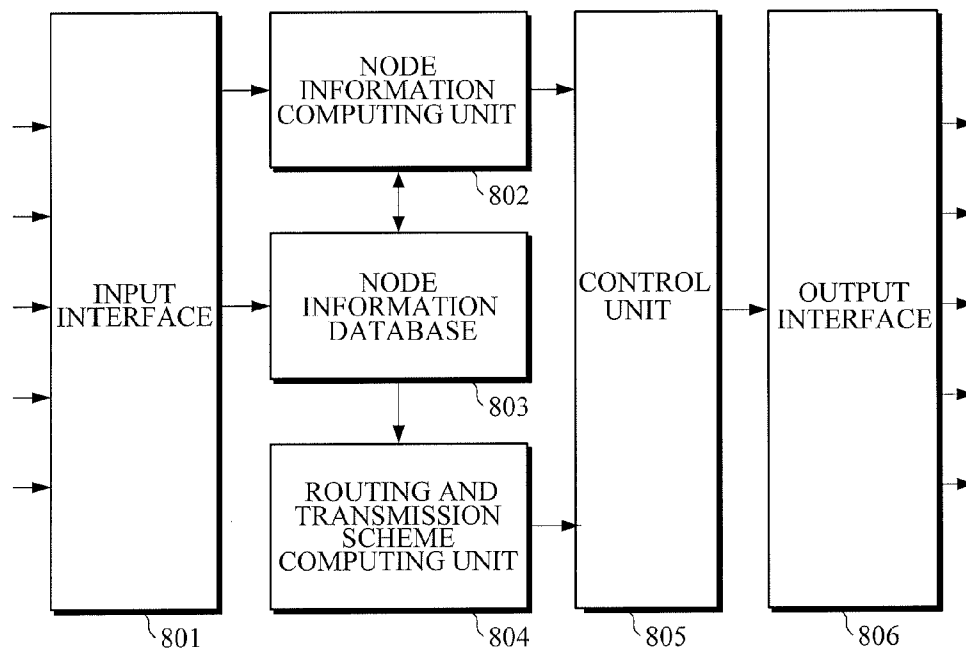 NODE
INFORMATION
COMPUTING UNIT
802
INPUT
INTERFACE
801
NODE
INFORMATION
DATABASE
803
ROUTING AND
TRANSMISSION
SCHEME
COMPUTING UNIT
804
CONTROL
UNIT
805
OUTPUT
INTERFACE
806